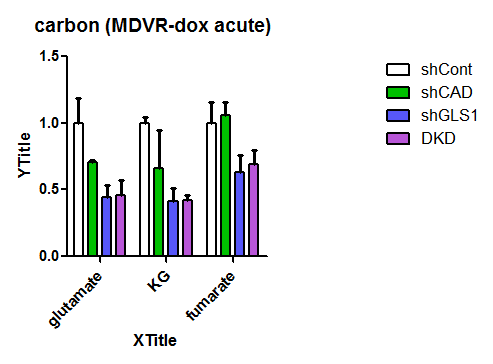 carbon (MDVR-dox acute)
1.5
1.0
0.5
0.0
YTitle
glutamate
KG
fumarate
XTitle
shCont
shCAD
shGLS1
DKD